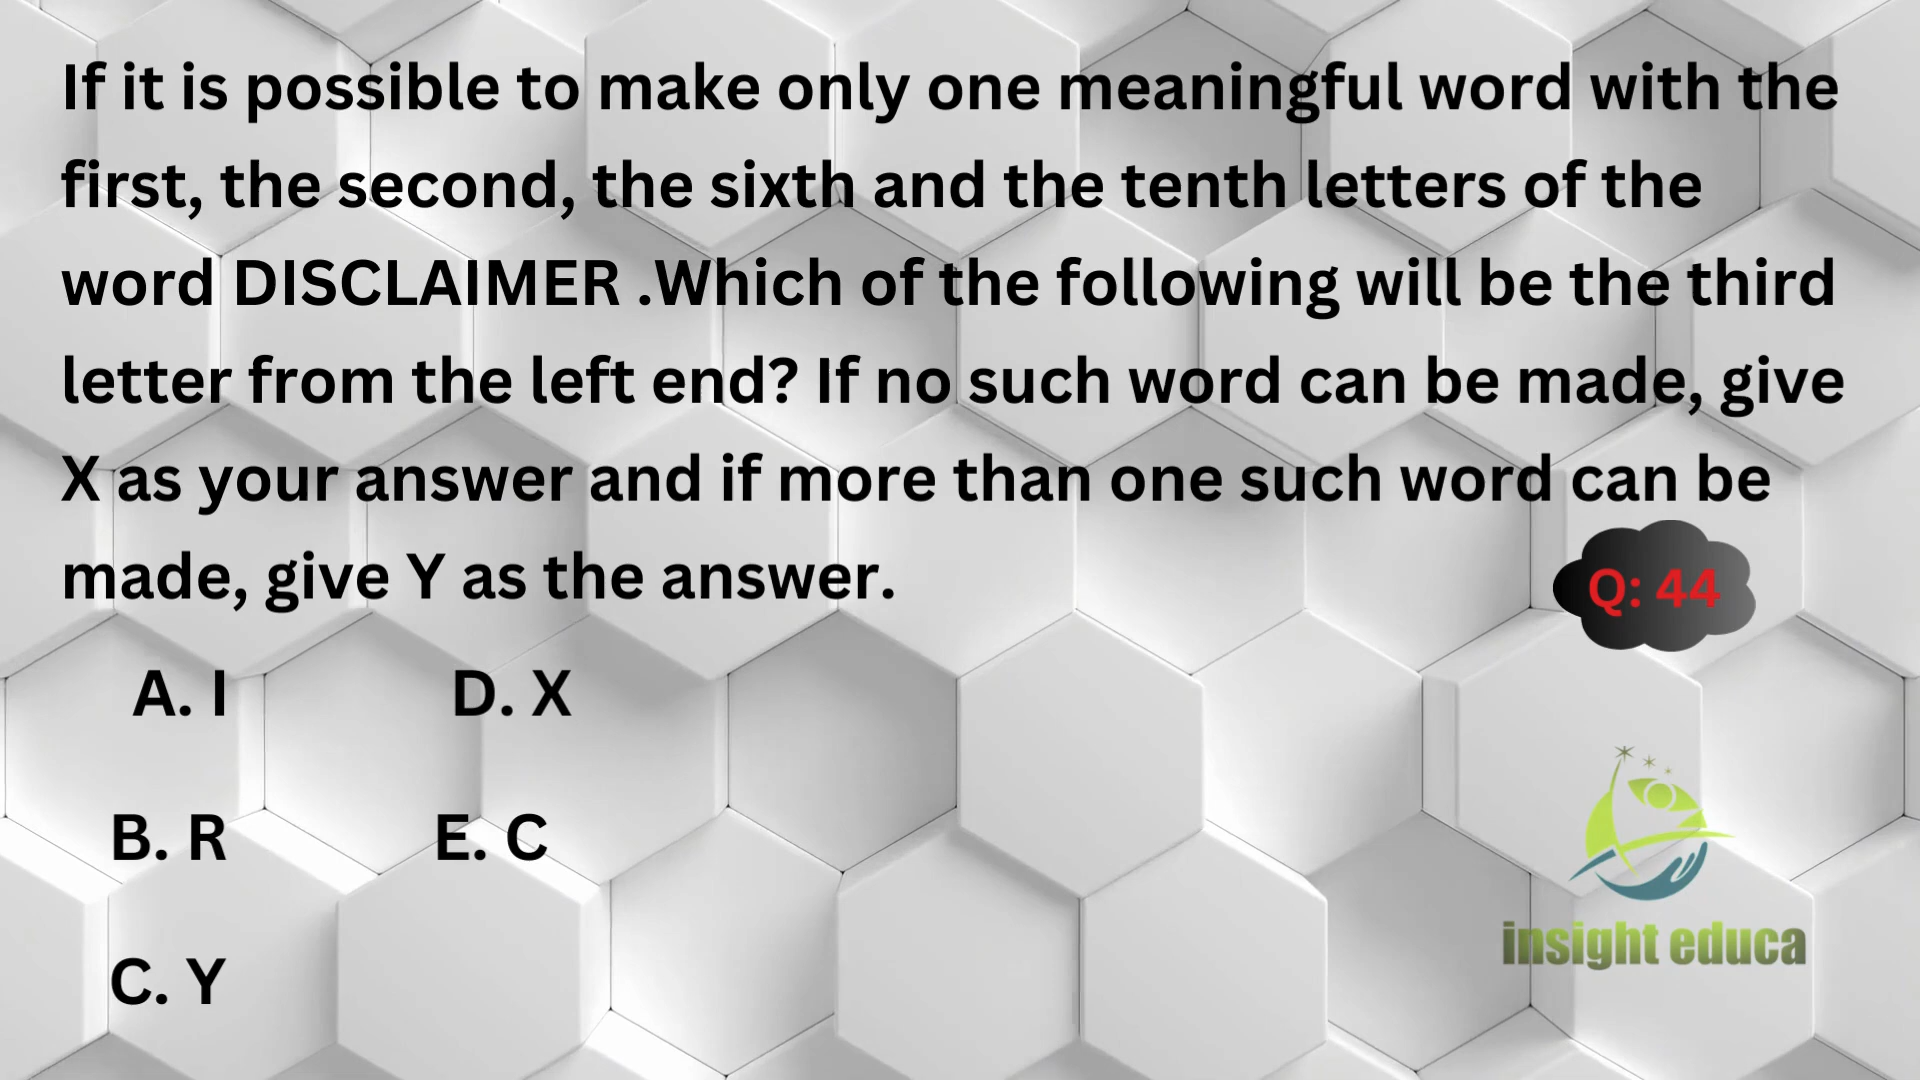 If it is possible to make only one meaningful word with the
first, the second, the sixth and the tenth letters of the
word DISCLAIMER .Which of the following will be the third
letter from the left end? If no such word can be made, give
X as your answer and if more than one such word can be
made, give Y as the answer.
Q: 44
A. I
D. X
B. R
E. C
C. Y
insight educa